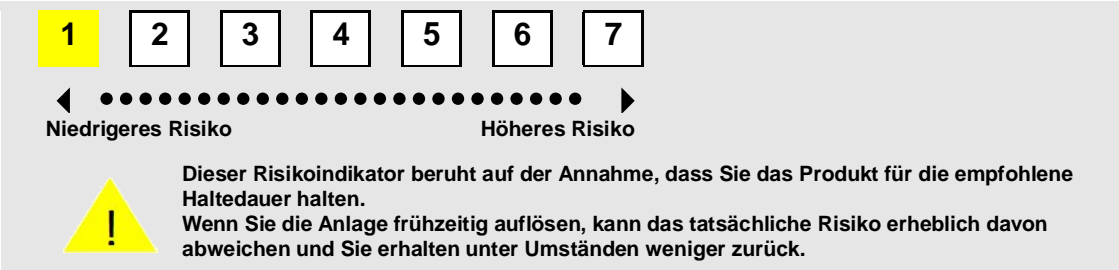 1 2 3 4 5 6 7
Niedrigeres Risiko Höheres Risiko
Dieser Risikoindikator beruht auf der Annahme, dass Sie das Produkt für die empfohlene
Haltedauer halten.
Wenn Sie die Anlage frühzeitig auflösen, kann das tatsächliche Risiko erheblich davon
abweichen und Sie erhalten unter Umständen weniger zurück.
!